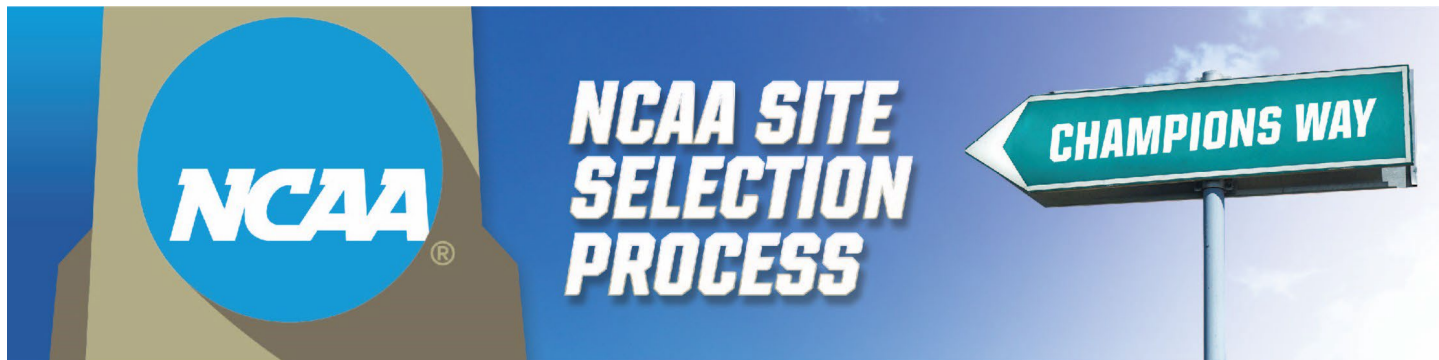 NCAA
®
NCAA SITE
SELECTION
PROCESS
CHAMPIONS WAY